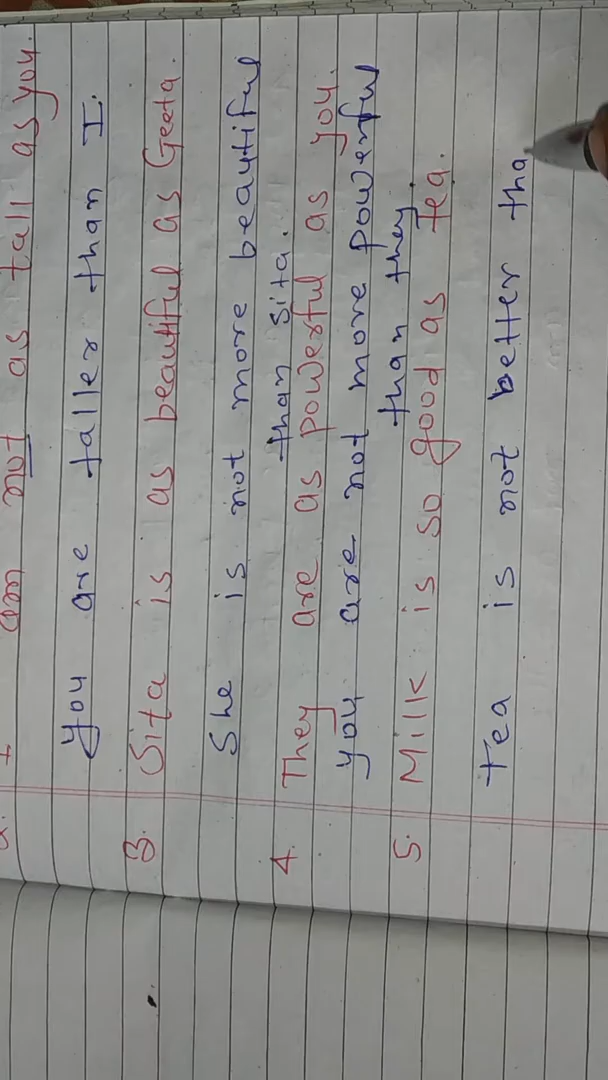 am not as tall as you.
you are taller than I.
3. Sita is as beautiful as Geeta.
She is not more beautiful
than Sita.
4. They are as powerful as you.
you are not more powerful
than they.
5. Milk is so good as tea.
tea is not better tha